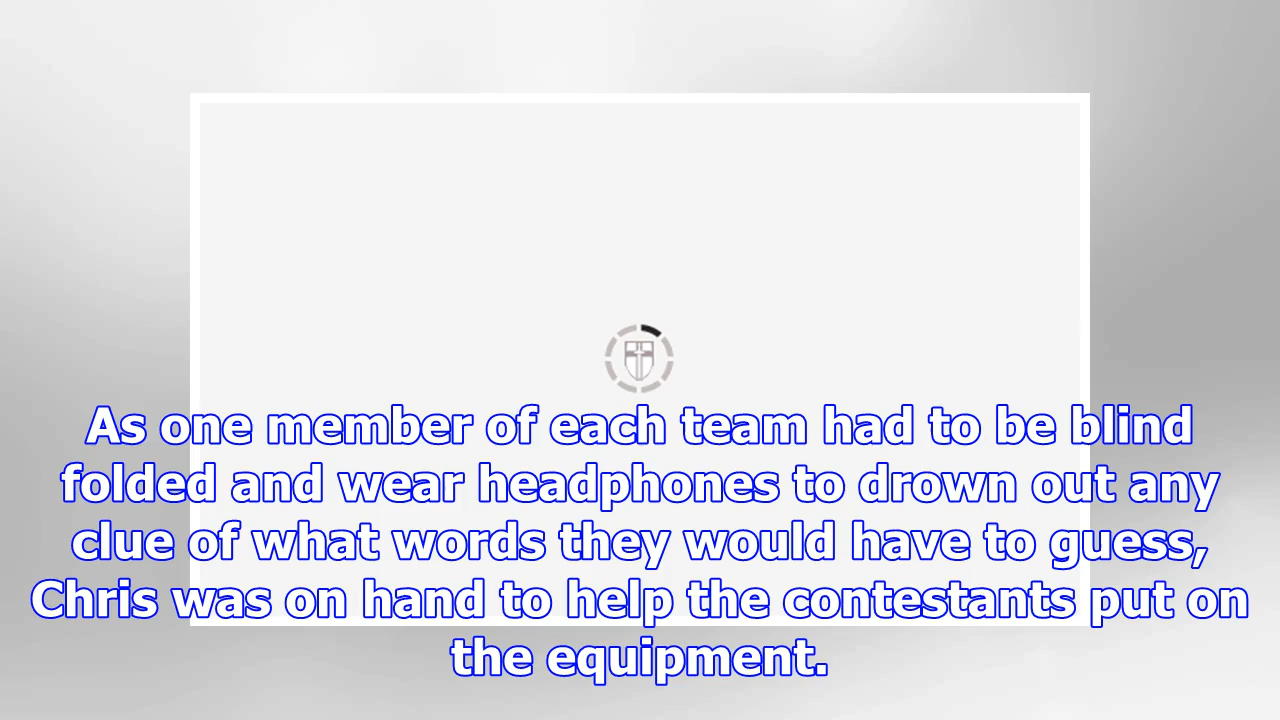 As one member of each team had to be blind
folded and wear headphones to drown out any
clue of what words they would have to guess,
Chris was on hand to help the contestants put on
the equipment.